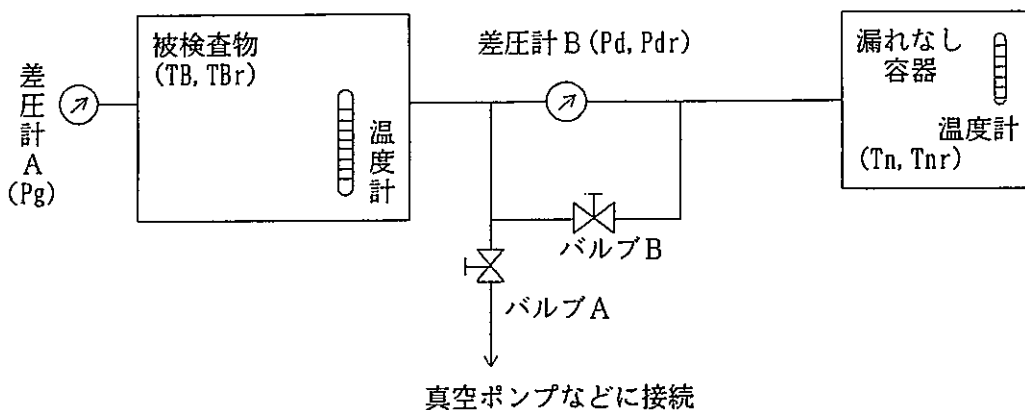 被検査物
(TB, TBr)
温度計
差圧計A
(Pg)
差圧計B(Pd, Pdr)
バルブB
バルブA
真空ポンプなどに接続
漏れなし
容器
温度計
(Tn, Tnr)